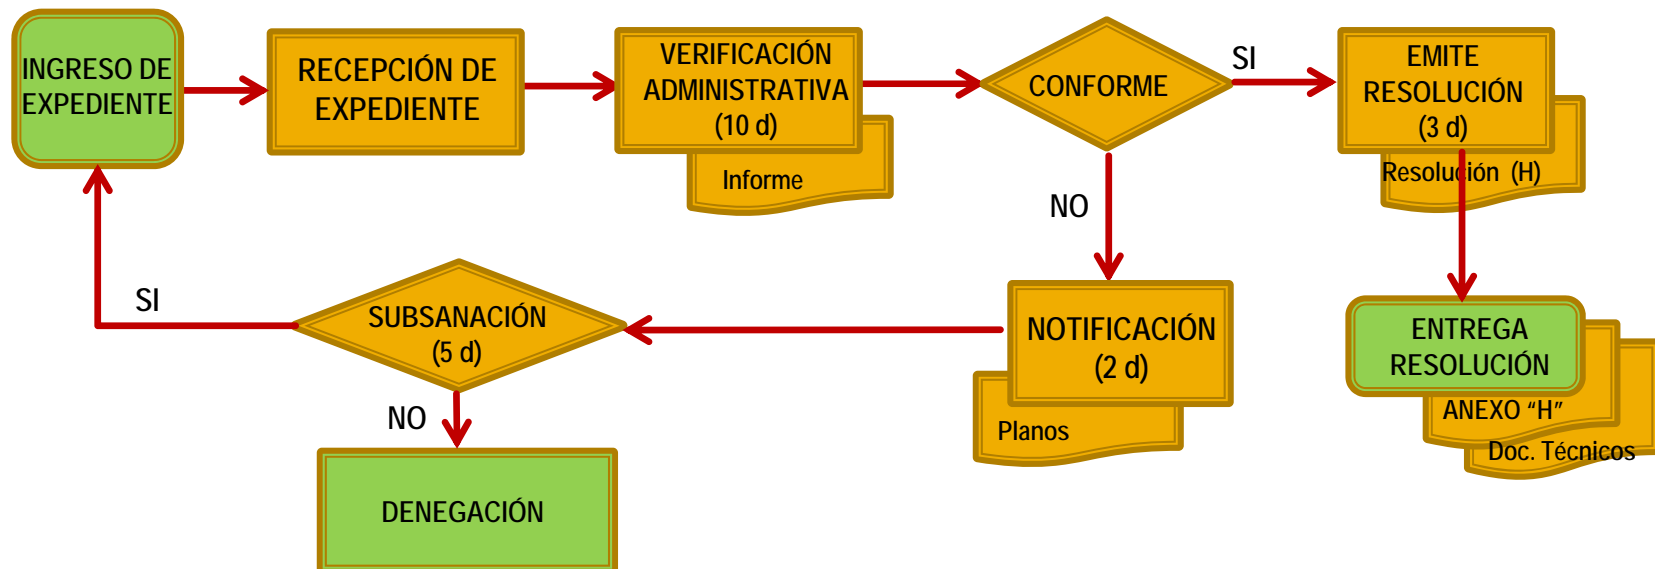 INGRESO DE
EXPEDIENTE
RECEPCIÓN DE
EXPEDIENTE
VERIFICACIÓN
ADMINISTRATIVA
(10 d)
Informe
CONFORME
SI
EMITE
RESOLUCIÓN
(3 d)
Resolución (H)
NO
SI
SUBSANACIÓN
(5 d)
NOTIFICACIÓN
(2 d)
Planos
ENTREGA
RESOLUCIÓN
ANEXO “H”
Doc. Técnicos
NO
DENEGACIÓN